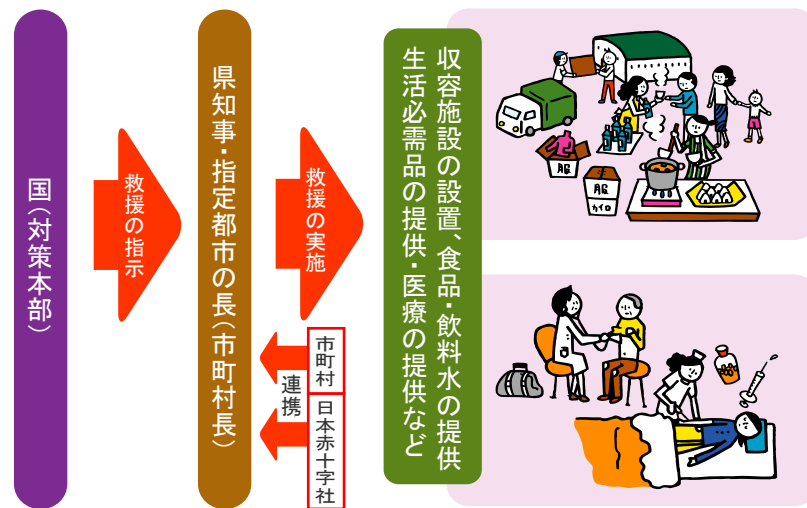 国(対策本部)
救援の指示
県知事・指定都市の長(市町村長)
救援の実施
市町村
連携
日本赤十字社
収容施設の設置、食品・飲料水の提供
生活必需品の提供・医療の提供など
服
服
カイロ